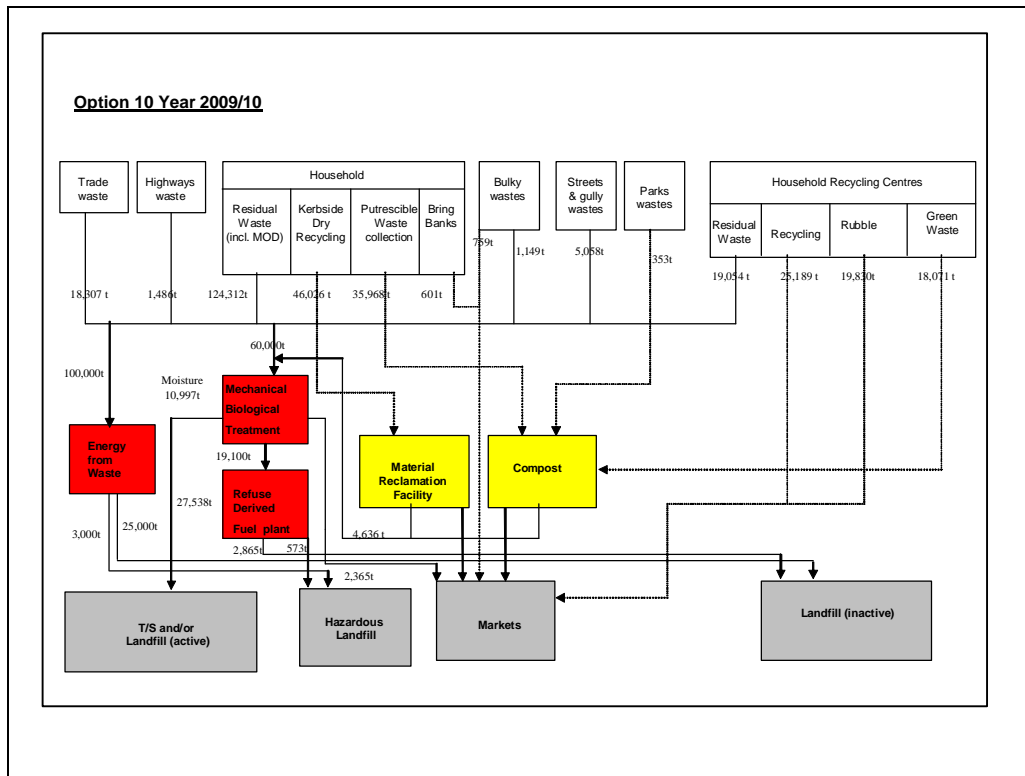 Option 10 Year 2009/10
Trade
waste
Highways
waste
Household
Residual
Waste
(incl. MOD)
Kerbside
Dry
Recycling
Putrescible
Waste
collection
Bring
Banks
Bulky
wastes
Streets
& gully
wastes
Parks
wastes
Household Recycling Centres
Residual
Waste
Recycling
Rubble
Green
Waste
18,307 t
1,486t
124,312t
46,026 t
35,968t
601t
759t
1,149t
5,058t
353t
19,054 t
25,189 t
19,830t
18,071 t
60,000t
100,000t
Moisture
10,997t
Mechanical
Biological
Treatment
Energy
from
Waste
19,100t
Material
Reclamation
Facility
Compost
Refuse
Derived
Fuel plant
27,538t
3,000t
25,000t
4,636 t
2,865t
573t
2,365t
T/S and/or
Landfill (active)
Hazardous
Landfill
Markets
Landfill (inactive)